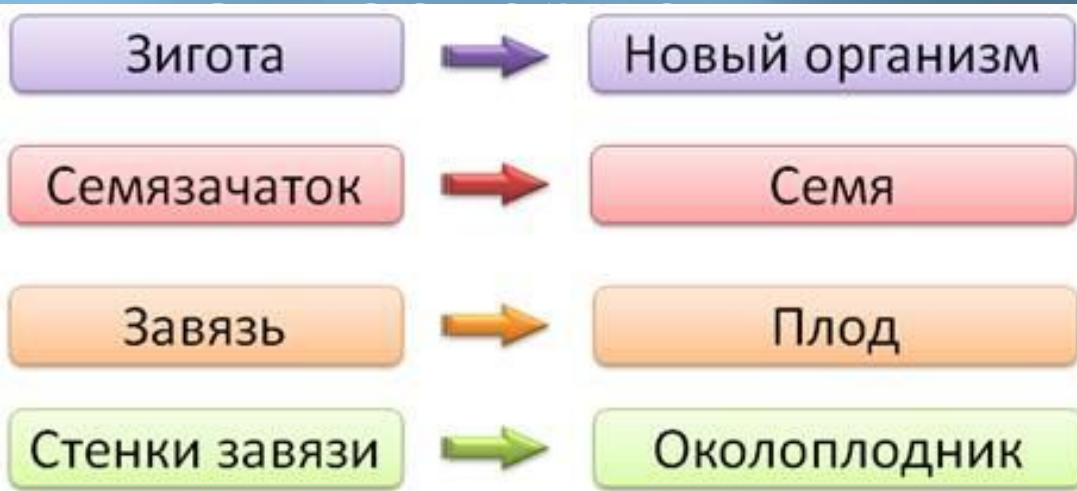 Зигота
Новый организм
Семязачаток
Семя
Завязь
Плод
Стенки завязи
Околоплодник